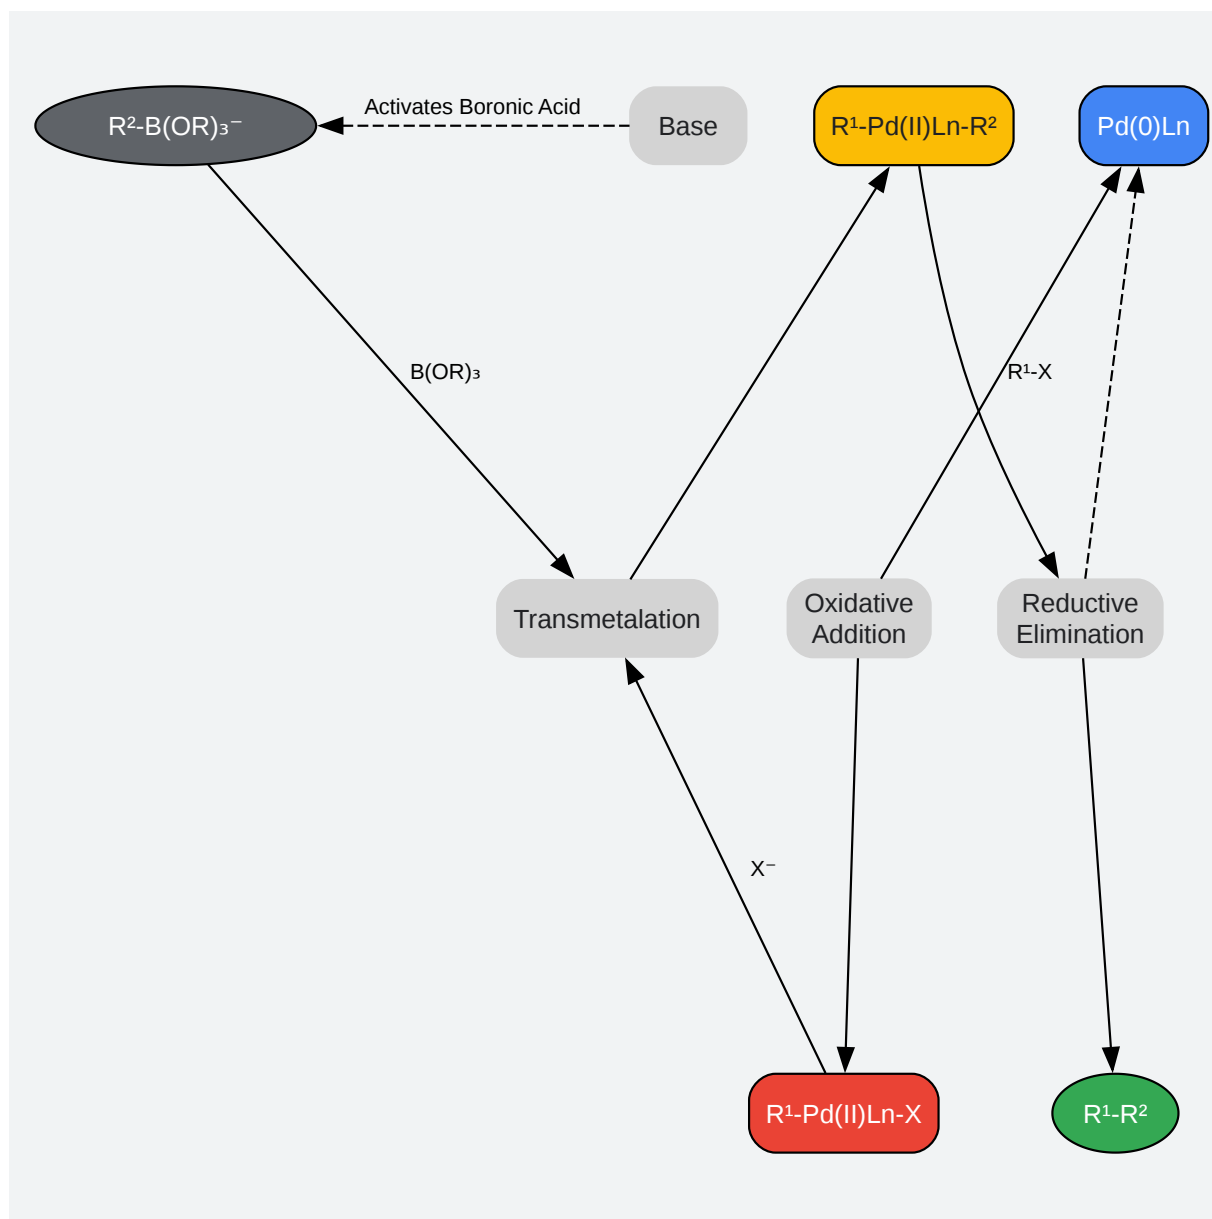 Activates Boronic Acid
R²-B(OR)₃⁻
Base
R¹-Pd(II)Ln-R²
Pd(0)Ln
B(OR)₃
R¹-X
Transmetalation
Oxidative
Addition
Reductive
Elimination
X⁻
R¹-Pd(II)Ln-X
R¹-R²